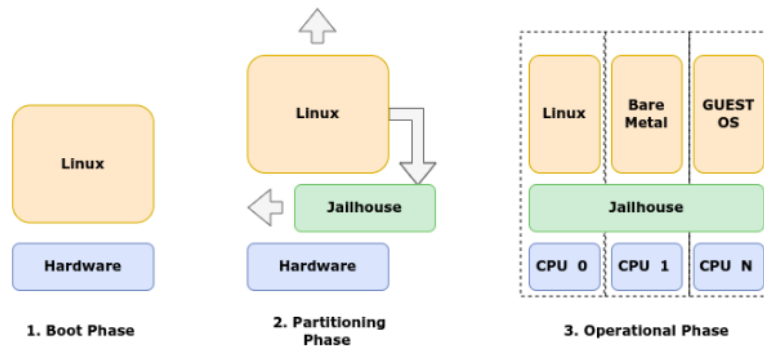 Linux
Hardware
1. Boot Phase
Linux
Jailhouse
Hardware
2. Partitioning
Phase
Linux
Bare
Metal
GUEST
OS
Jailhouse
CPU 0
CPU 1
CPU N
3. Operational Phase